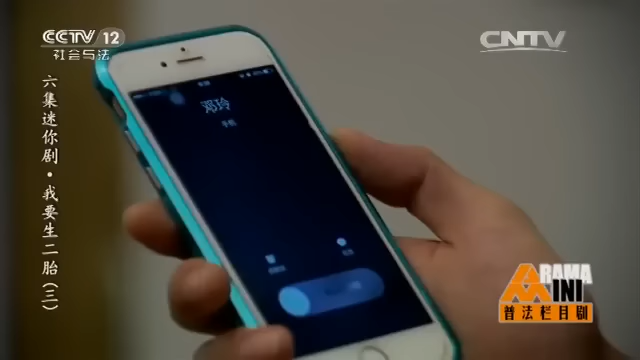 CCTV 12
社会与法
CNTV
六集迷你剧·我要生二胎(三)
邓玲
手机
DRAMA
MINI
普法栏目剧